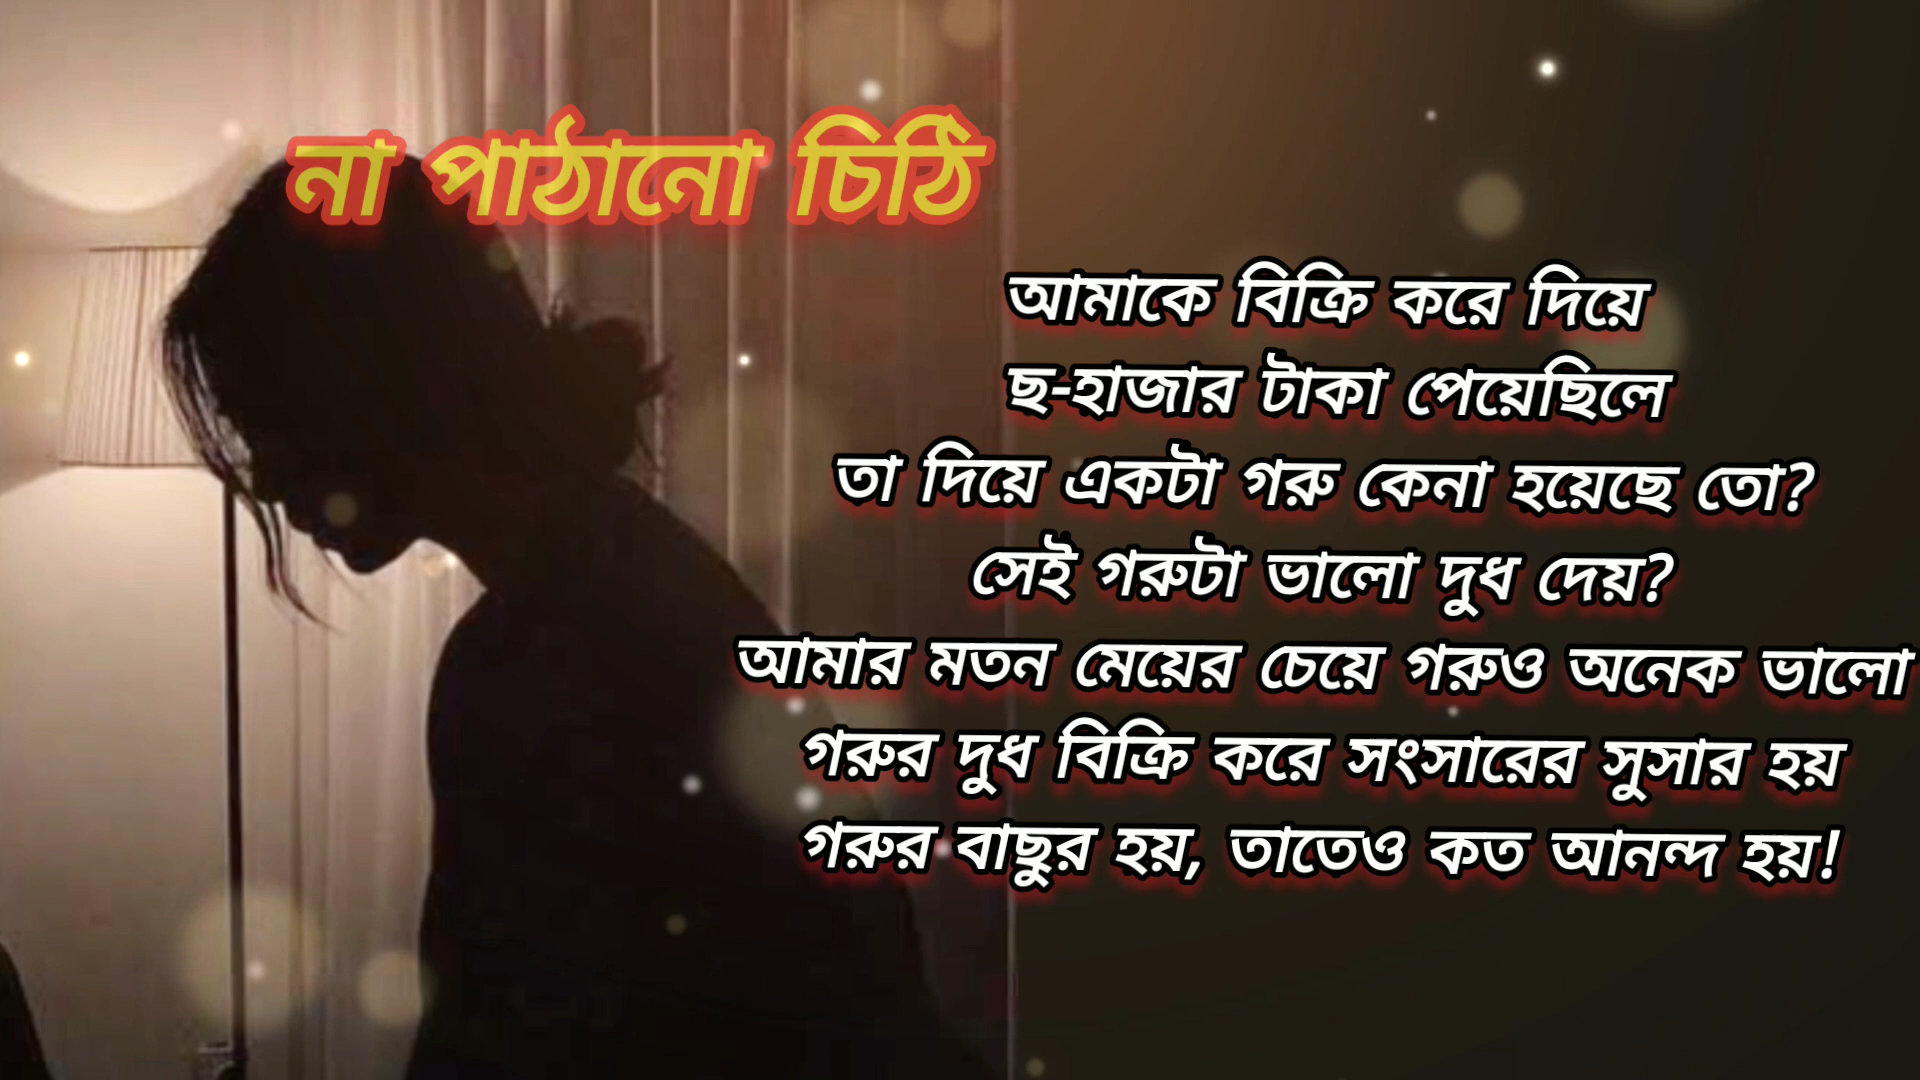 না পাঠানো চিঠি
আমাকে বিক্রি করে দিয়ে
ছ-হাজার টাকা পেয়েছিলে
তা দিয়ে একটা গরু কেনা হয়েছে তো?
সেই গরুটা ভালো দুধ দেয়?
আমার মতন মেয়ের চেয়ে গরুও অনেক ভালো
গরুর দুধ বিক্রি করে সংসারের সুসার হয়
গরুর বাছুর হয়, তাতেও কত আনন্দ হয়!